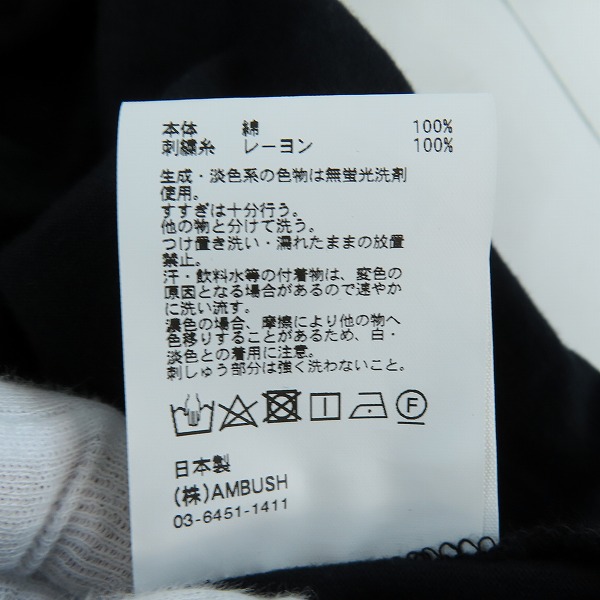 本体 綿 100%
刺繍糸 レーヨン 100%
生成・淡色系の色物は無蛍光洗剤
使用。
すすぎは十分行う。
他の物と分けて洗う。
つけ置き洗い・濡れたままの放置
禁止。
汗・飲料水等の付着物は、変色の
原因となる場合があるので速やか
に洗い流す。
濃色の場合、摩擦により他の物へ
色移りすることがあるため、白・
淡色との着用に注意。
刺しゅう部分は強く洗わないこと。
F
日本製
(株)AMBUSH
03-6451-1411